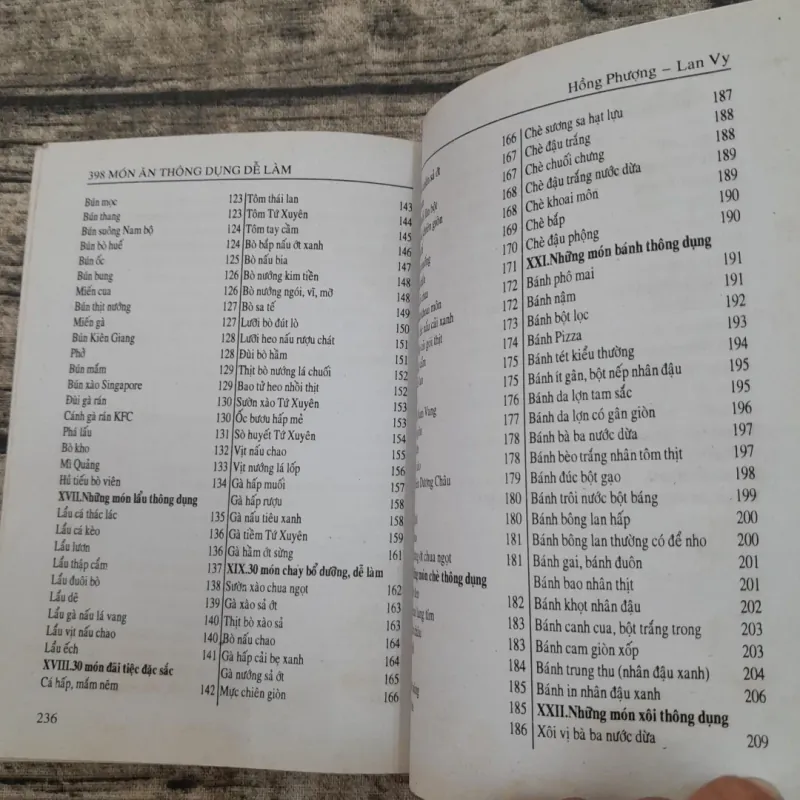 398 MÓN ĂN THÔNG DỤNG DỄ LÀM
Bún mọc 123
Bún thang 123
Bún suông Nam bộ 124
Bún bò huế 124
Bún ốc 125
Bún bung 126
Miến cua 126
Bún thịt nướng 127
Miến gà 127
Bún Kiên Giang 128
Phở 128
Bún mắm 129
Bún xào Singapore 129
Đùi gà rán 130
Cánh gà rán KFC 130
Phá lấu 131
Bò kho 132
Mì Quảng 133
Hủ tiếu bò viên 134
XVII.Những món lẩu thông dụng
Lẩu cá thác lác 135
Lẩu cá kèo 136
Lẩu lươn 136
Lẩu thập cẩm 137
Lẩu đuôi bò 138
Lẩu dê 139
Lẩu gà nấu lá vang 140
Lẩu vịt nấu chao 140
Lẩu ếch 141
XVIII.30 món đãi tiệc đặc sắc
Cá hấp, mắm nêm 142
Tôm thái lan 143
Tôm Tứ Xuyên 144
Tôm tay cầm 145
Bò bắp nấu ớt xanh 146
Bò nấu bia 147
Bò nướng kim tiền 148
Bò nướng ngói, vĩ, mỡ 148
Bò sa tế 149
Lưỡi bò đút lò 150
Lưỡi heo nấu rượu chát 151
Đùi bò hầm 152
Thịt bò nướng lá chuối 152
Bao tử heo nhồi thịt 152
Sườn xào Tứ Xuyên 153
Ốc bươu hấp mẻ 153
Sò huyết Tứ Xuyên 154
Vịt nấu chao 154
Vịt nướng lá lốp 155
Gà hấp muối 157
Gà hấp rượu 158
Gà nấu tiêu xanh 158
Gà tiềm Tứ Xuyên 159
Gà hầm ớt sừng 161
XIX.30 món chay bổ dưỡng, dễ làm
Sườn xào chua ngọt 162
Gà xào sả ớt 163
Thịt bò xào sả 163
Bò nấu chao 164
Gà hấp cải bẹ xanh 164
Gà nướng sả ớt 165
Mực chiên giòn 166
236
Hồng Phượng – Lan Vy
166
167
167
168
168
169
170
171
172
172
173
174
175
175
176
177
178
178
179
Dương Châu
180
180
181
chua ngọt 181
món chè thông dụng
182
183
183
184
185
185
186
Chè sương sa hạt lựu 187
Chè đậu trắng 188
Chè chuối chưng 188
Chè đậu trắng nước dừa 189
Chè khoai môn 189
Chè bắp 190
Chè đậu phộng 190
XXI.Những món bánh thông dụng
Bánh phô mai 191
Bánh nậm 191
Bánh bột lọc 192
Bánh Pizza 193
Bánh tét kiểu thường 194
Bánh ít gân, bột nếp nhân đậu 195
Bánh da lợn tam sắc 195
Bánh da lợn có gân giòn 196
Bánh bà ba nước dừa 197
Bánh bèo trắng nhân tôm thịt 197
Bánh đúc bột gạo 198
Bánh trôi nước bột báng 199
Bánh bông lan hấp 200
Bánh bông lan thường có để nho 200
Bánh gai, bánh đuôn 201
Bánh bao nhân thịt 201
Bánh khọt nhân đậu 202
Bánh canh cua, bột trắng trong 203
Bánh cam giòn xốp 203
Bánh trung thu (nhân đậu xanh) 204
Bánh in nhân đậu xanh 206
XXII.Những món xôi thông dụng
Xôi vị bà ba nước dừa 209